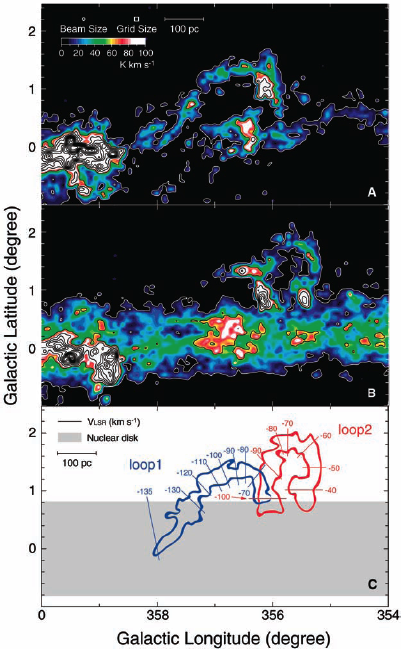 Beam Size
Grid Size
100 pc
0 20 40 60 80 100
K km s-1
2
1
0
A
2
1
0
B
Galactic Latitude (degree)
VLSR (km s-1)
Nuclear disk
100 pc
loop1
loop2
-80 -70
-60
-50
-40
-90
-100 -90 -80
-110
-120
-130
-135
-70
-100
2
1
0
C
0 358 356 354
Galactic Longitude (degree)